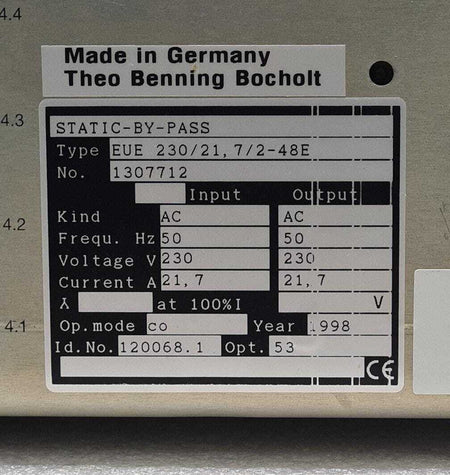 4.4
Made in Germany
Theo Benning Bocholt
4.3
STATIC-BY-PASS
Type EUE 230/21,7/2-48E
No. 1307712
Input Output
4.2
Kind AC AC
Frequ. Hz 50 50
Voltage V 230 230
Current A 21,7 21,7
λ at 100%I V
4.1
Op.mode co Year 1998
Id.No. 120068.1 Opt. 53
CE